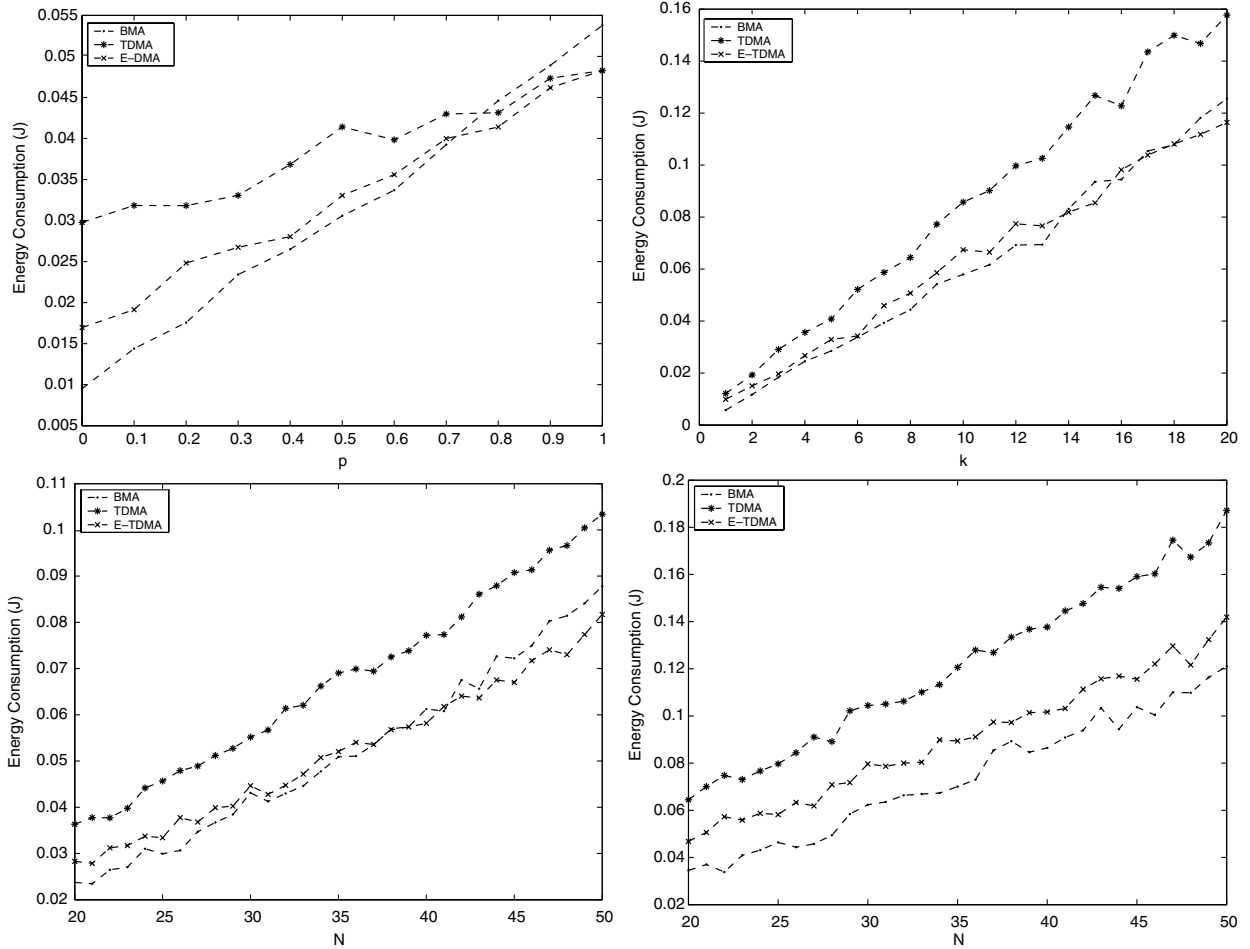 0.055
0.05
0.045
0.04
0.035
0.03
0.025
0.02
0.015
0.01
0.005
Energy Consumption (J)
BMA
TDMA
E–DMA
0 0.1 0.2 0.3 0.4 0.5 0.6 0.7 0.8 0.9 1
p
0.16
0.14
0.12
0.1
0.08
0.06
0.04
0.02
0
Energy Consumption (J)
BMA
TDMA
E–TDMA
0 2 4 6 8 10 12 14 16 18 20
k
0.11
0.1
0.09
0.08
0.07
0.06
0.05
0.04
0.03
0.02
Energy Consumption (J)
BMA
TDMA
E–TDMA
20 25 30 35 40 45 50
N
0.2
0.18
0.16
0.14
0.12
0.1
0.08
0.06
0.04
0.02
Energy Consumption (J)
BMA
TDMA
E–TDMA
20 25 30 35 40 45 50
N